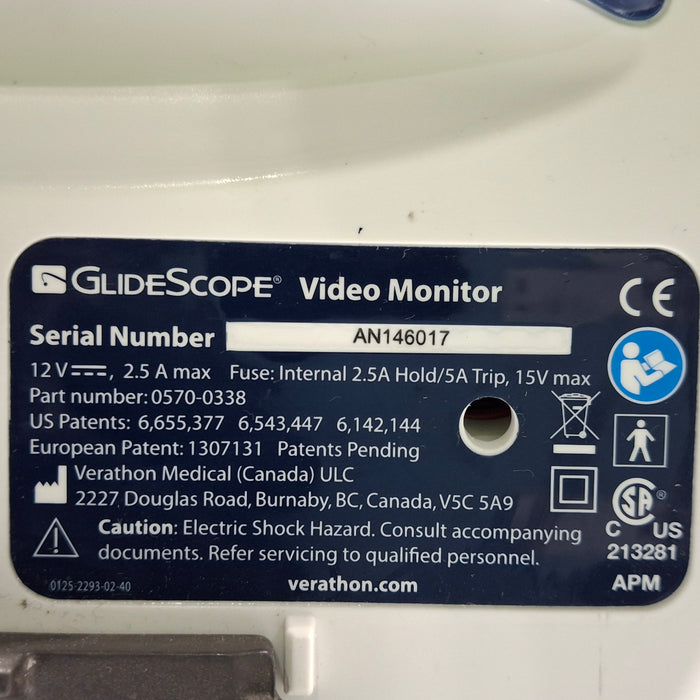 GLIDESCOPE® Video Monitor
CE
Serial Number AN146017
12 V⎓, 2.5 A max Fuse: Internal 2.5A Hold/5A Trip, 15V max
Part number: 0570-0338
US Patents: 6,655,377 6,543,447 6,142,144
European Patent: 1307131 Patents Pending
Verathon Medical (Canada) ULC
2227 Douglas Road, Burnaby, BC, Canada, V5C 5A9
Caution: Electric Shock Hazard. Consult accompanying
documents. Refer servicing to qualified personnel.
0125-2293-02-40
verathon.com
SA®
C US
213281
APM